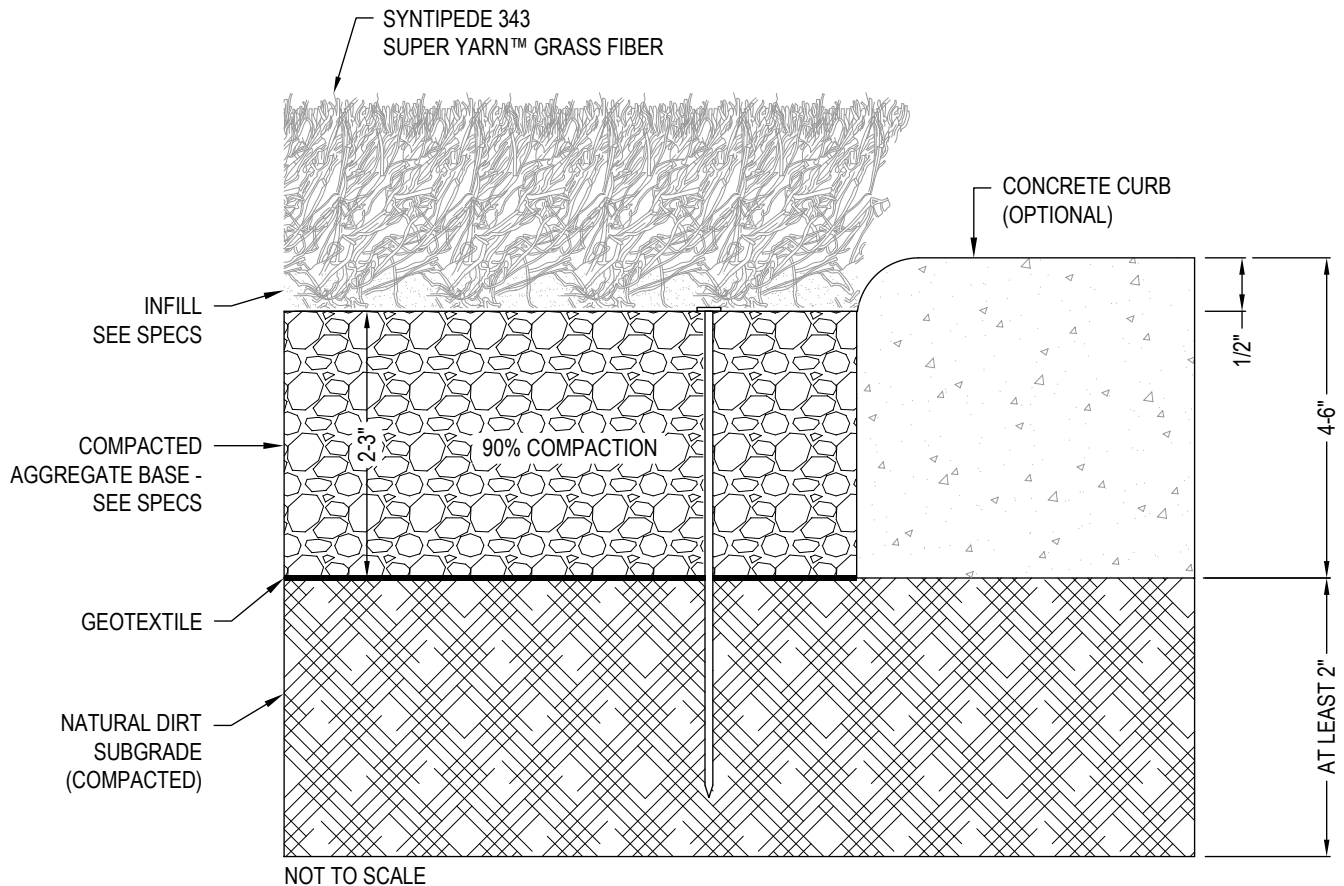 SYNTIPEDE 343
SUPER YARN™ GRASS FIBER
CONCRETE CURB
(OPTIONAL)
INFILL
SEE SPECS
1/2"
4-6"
COMPACTED
AGGREGATE BASE -
SEE SPECS
2-3"
90% COMPACTION
GEOTEXTILE
NATURAL DIRT
SUBGRADE
(COMPACTED)
AT LEAST 2"
NOT TO SCALE